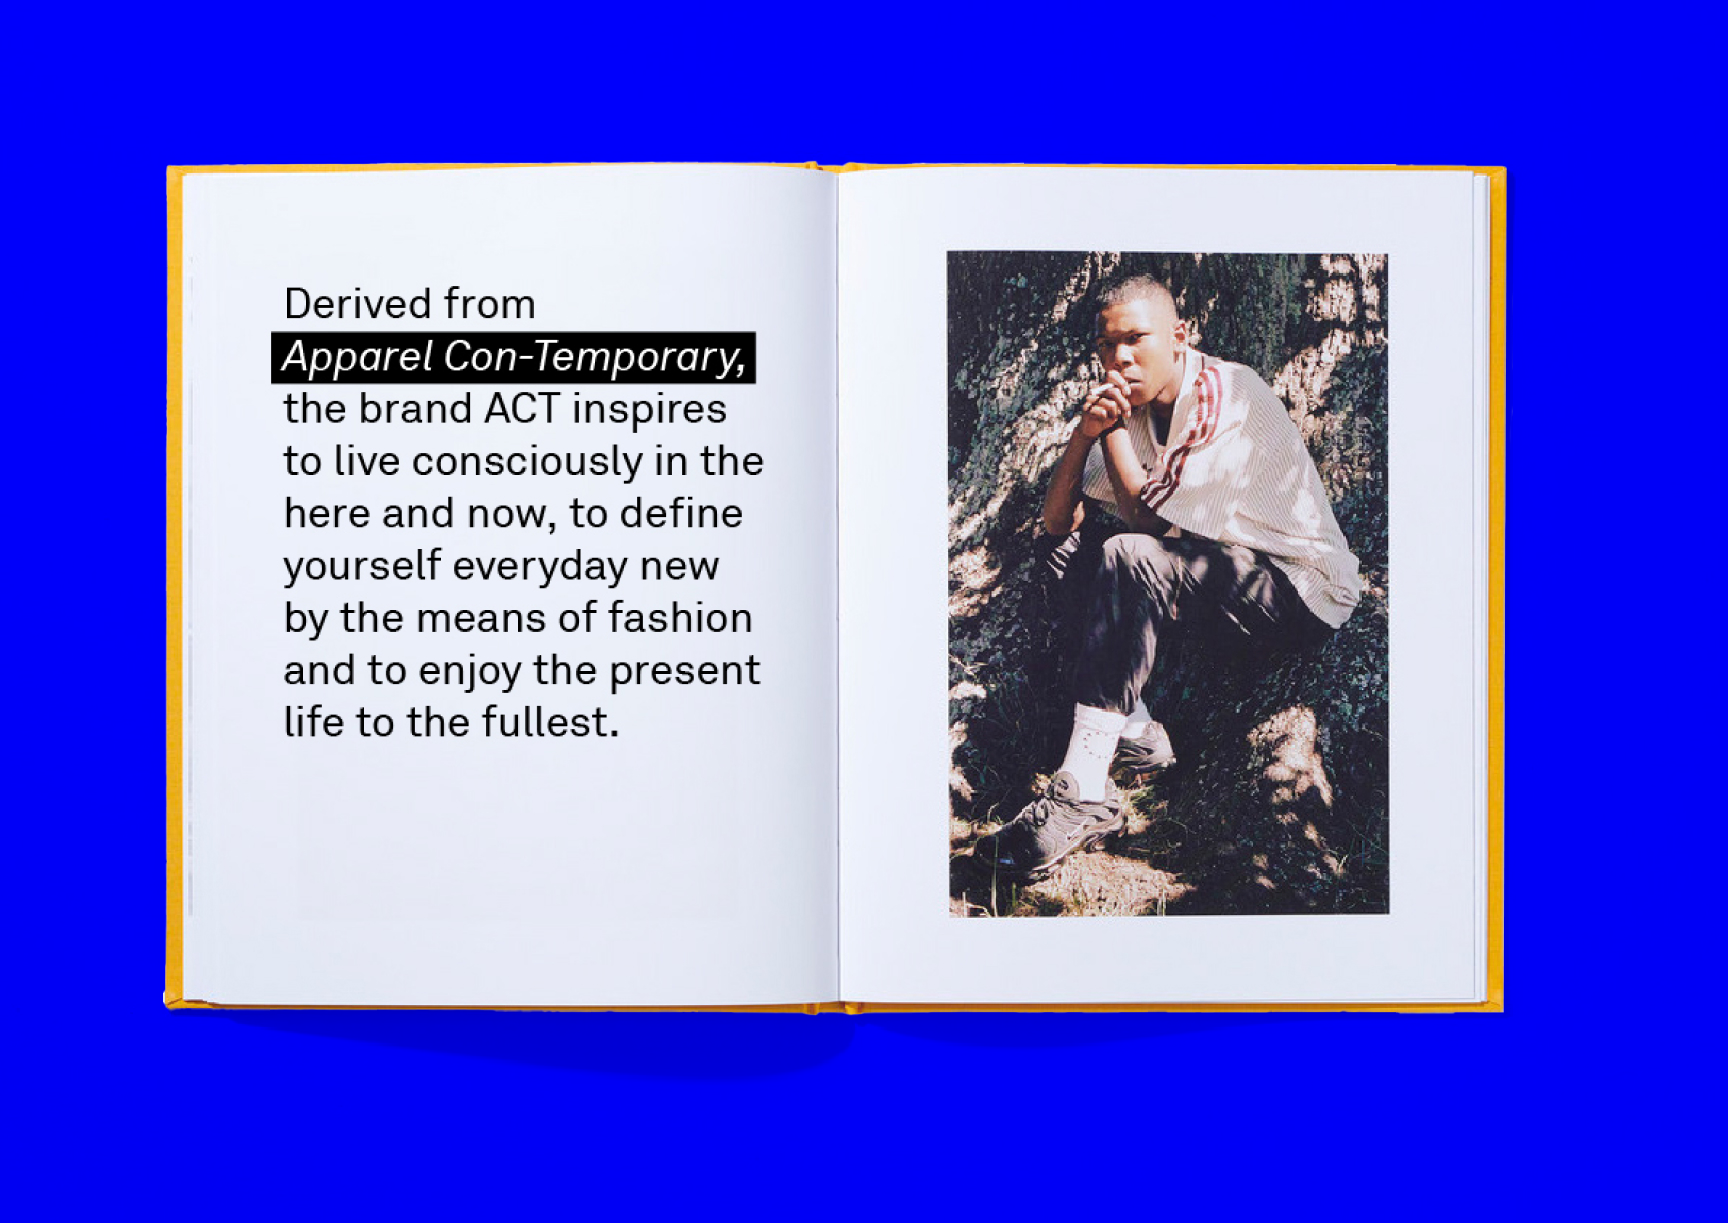 Derived from
Apparel Con-Temporary,
the brand ACT inspires
to live consciously in the
here and now, to define
yourself everyday new
by the means of fashion
and to enjoy the present
life to the fullest.